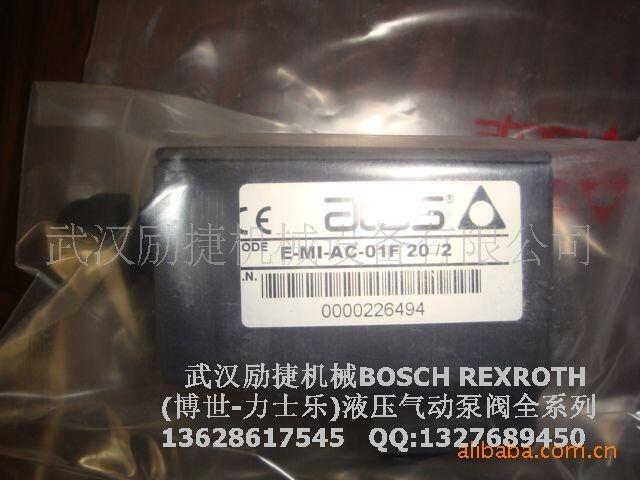 atos®
CE
ODE E-MI-AC-01F 20 /2
.N.
0000226494
武汉励捷机械设备有限公司
武汉励捷机械BOSCH REXROTH
(博世-力士乐)液压气动泵阀全系列
13628617545 QQ:1327689450
alibaba.com.cn